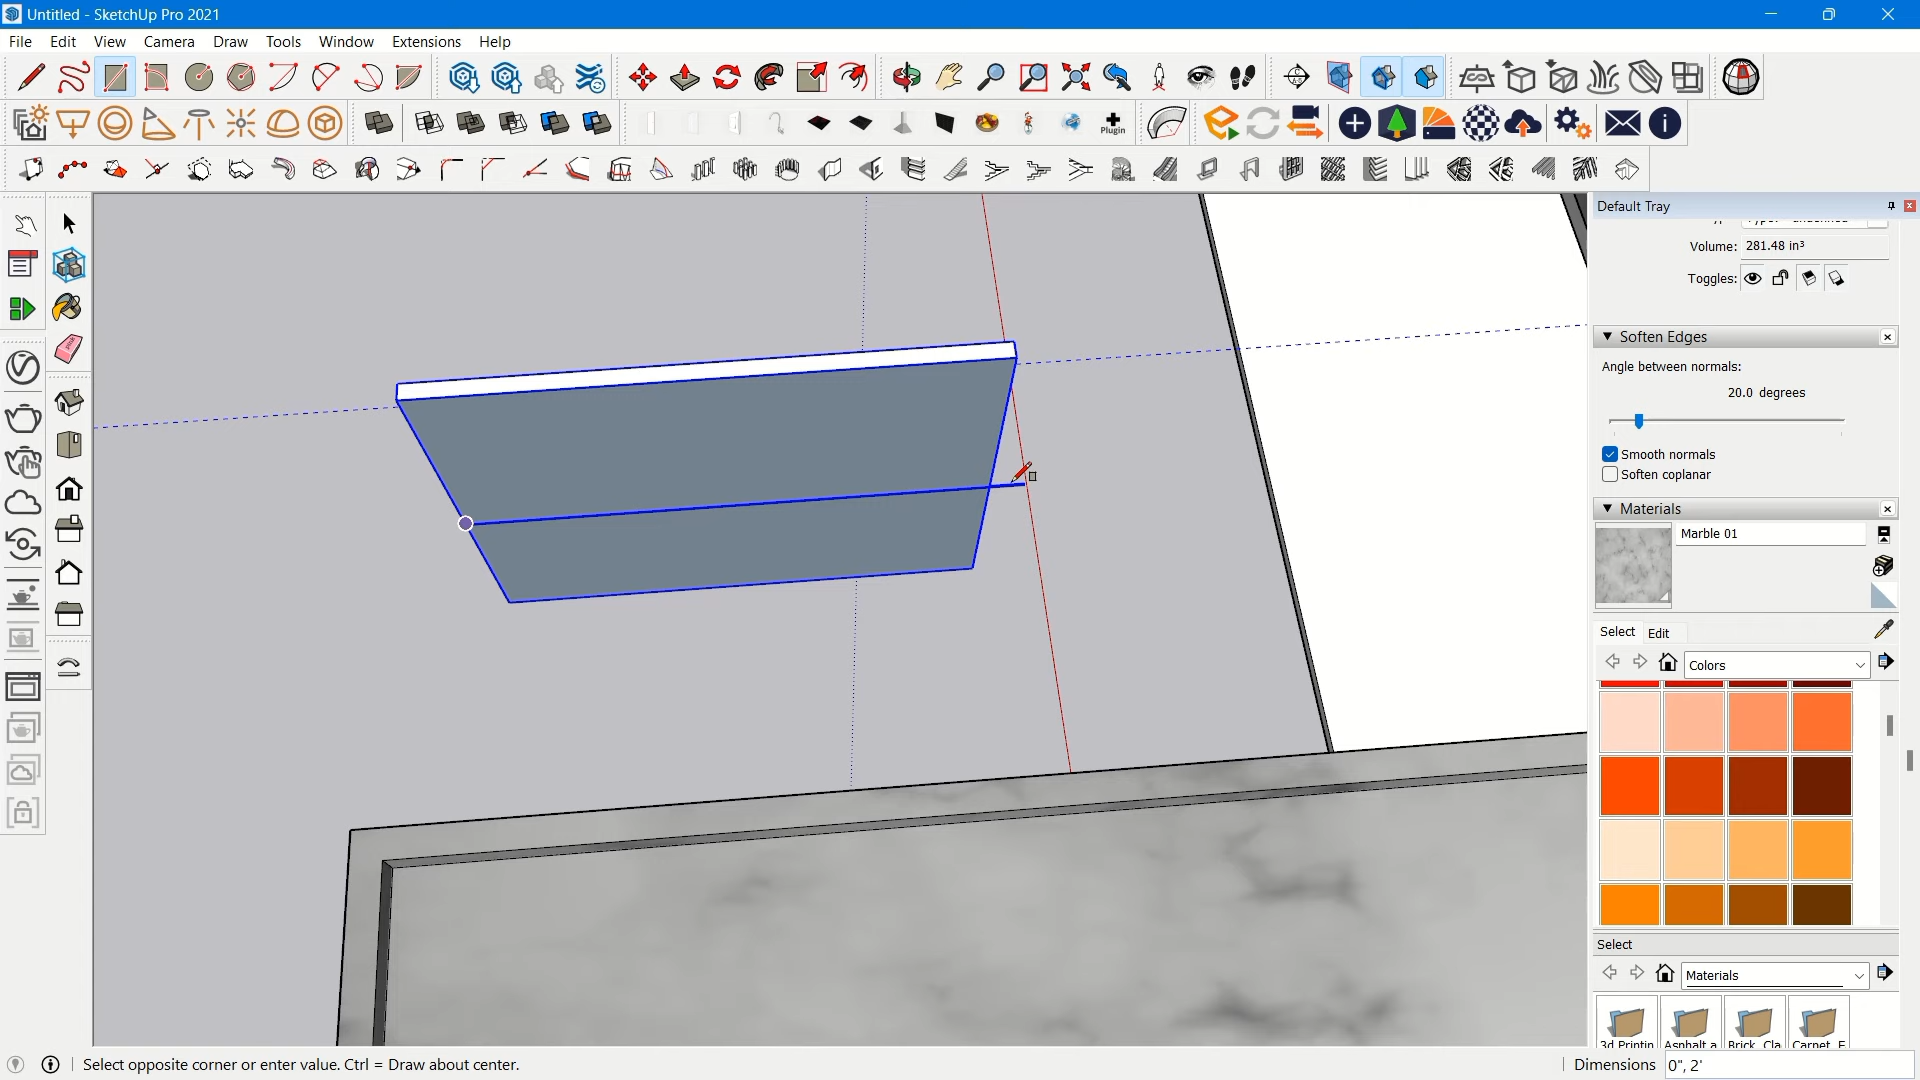 Untitled - SketchUp Pro 2021
File Edit View Camera Draw Tools Window Extensions Help
Plugin
Default Tray
Volume: 281.48 in³
Toggles:
Soften Edges
Angle between normals:
20.0 degrees
Smooth normals
Soften coplanar
Materials
Marble 01
Select Edit
Colors
Select
Materials
3d Printin Asphalt a Brick, Cla Carpet, F
Select opposite corner or enter value. Ctrl = Draw about center.
Dimensions 0", 2'